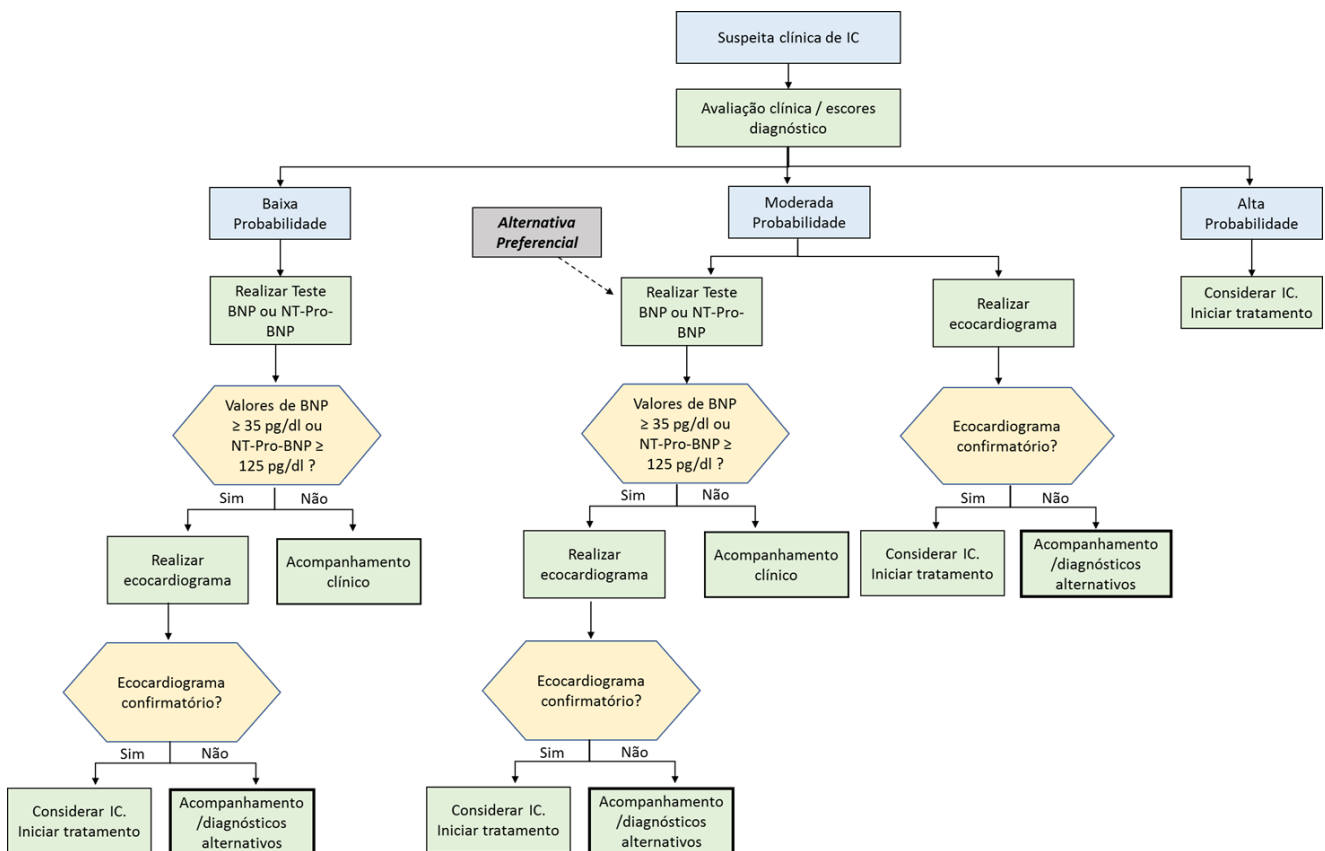 Suspeita clínica de IC
Avaliação clínica / escores
diagnóstico
Baixa
Probabilidade
Moderada
Probabilidade
Alta
Probabilidade
Alternativa
Preferencial
Realizar Teste
BNP ou NT-Pro-
BNP
Realizar Teste
BNP ou NT-Pro-
BNP
Realizar
ecocardiograma
Considerar IC.
Iniciar tratamento
Valores de BNP
≥ 35 pg/dl ou
NT-Pro-BNP ≥
125 pg/dl ?
Valores de BNP
≥ 35 pg/dl ou
NT-Pro-BNP ≥
125 pg/dl ?
Ecocardiograma
confirmatório?
Sim
Não
Sim
Não
Sim
Não
Realizar
ecocardiograma
Acompanhamento
clínico
Realizar
ecocardiograma
Acompanhamento
clínico
Considerar IC.
Iniciar tratamento
Acompanhamento
/diagnósticos
alternativos
Ecocardiograma
confirmatório?
Ecocardiograma
confirmatório?
Sim
Não
Sim
Não
Considerar IC.
Iniciar tratamento
Acompanhamento
/diagnósticos
alternativos
Considerar IC.
Iniciar tratamento
Acompanhamento
/diagnósticos
alternativos